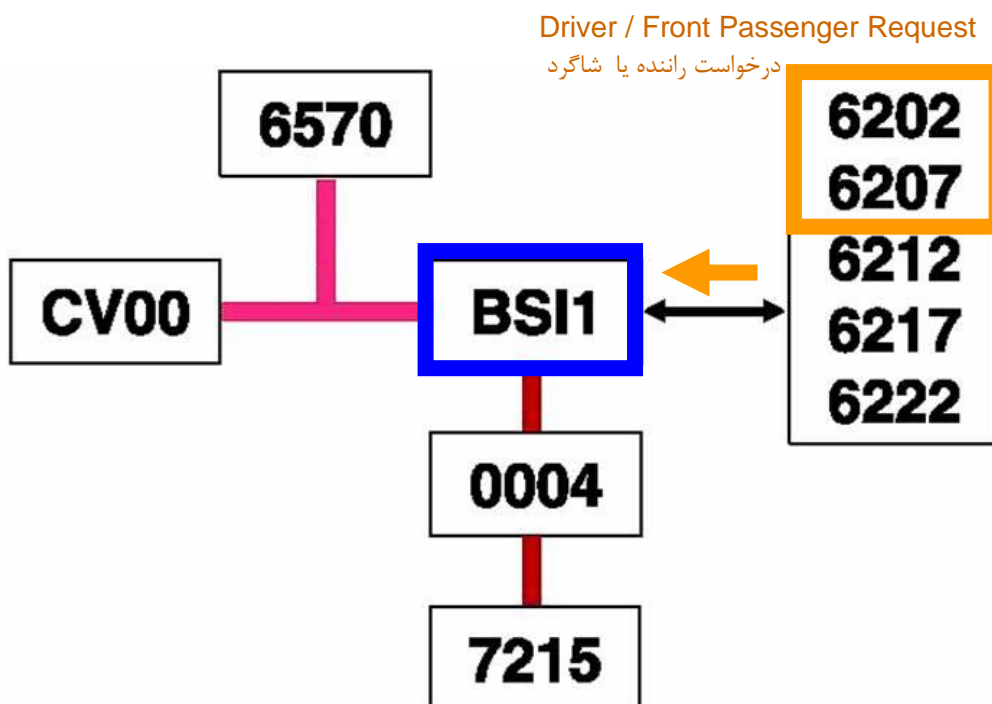 Driver / Front Passenger Request
درخواست راننده یا شاگرد
6570
6202
6207
6212
6217
6222
CV00
BSI1
0004
7215